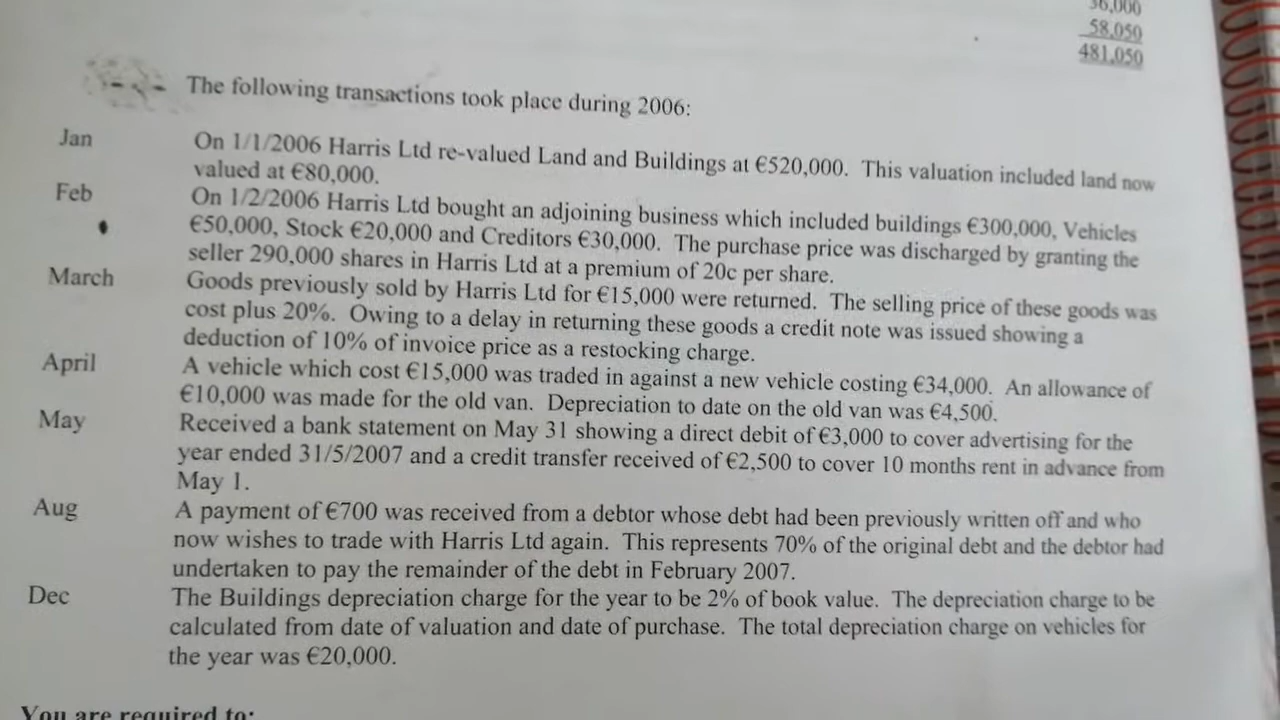 36,000
58,050
481,050
The following transactions took place during 2006:
Jan On 1/1/2006 Harris Ltd re-valued Land and Buildings at €520,000. This valuation included land now
valued at €80,000.
Feb On 1/2/2006 Harris Ltd bought an adjoining business which included buildings €300,000, Vehicles
€50,000, Stock €20,000 and Creditors €30,000. The purchase price was discharged by granting the
seller 290,000 shares in Harris Ltd at a premium of 20c per share.
March Goods previously sold by Harris Ltd for €15,000 were returned. The selling price of these goods was
cost plus 20%. Owing to a delay in returning these goods a credit note was issued showing a
deduction of 10% of invoice price as a restocking charge.
April A vehicle which cost €15,000 was traded in against a new vehicle costing €34,000. An allowance of
€10,000 was made for the old van. Depreciation to date on the old van was €4,500.
May Received a bank statement on May 31 showing a direct debit of €3,000 to cover advertising for the
year ended 31/5/2007 and a credit transfer received of €2,500 to cover 10 months rent in advance from
May 1.
Aug A payment of €700 was received from a debtor whose debt had been previously written off and who
now wishes to trade with Harris Ltd again. This represents 70% of the original debt and the debtor had
undertaken to pay the remainder of the debt in February 2007.
Dec The Buildings depreciation charge for the year to be 2% of book value. The depreciation charge to be
calculated from date of valuation and date of purchase. The total depreciation charge on vehicles for
the year was €20,000.
You are required to: